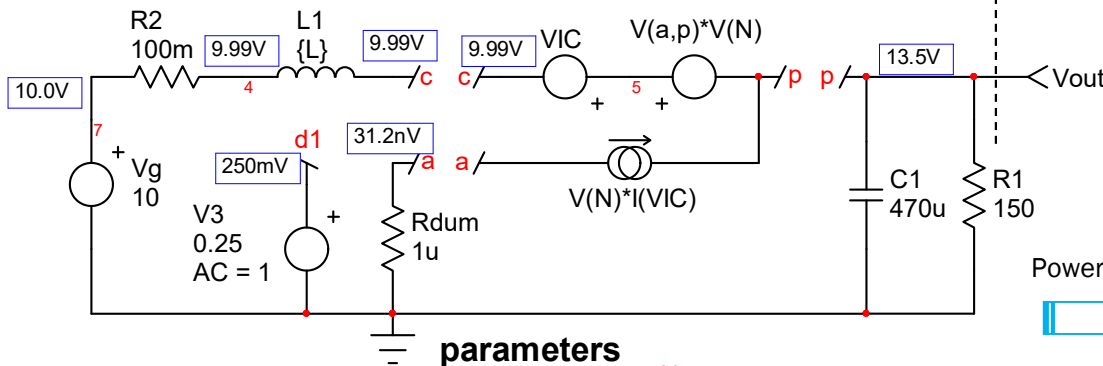 R2
100m
9.99V
L1
{L}
9.99V
9.99V
VIC
V(a,p)*V(N)
13.5V
10.0V
4
c
c
+
5
+
p
p
Vout
7
+
Vg
10
d1
250mV
31.2nV
a
a
V(N)*I(VIC)
V3
0.25
AC = 1
+
Rdum
1u
C1
470u
R1
150
Power
parameters